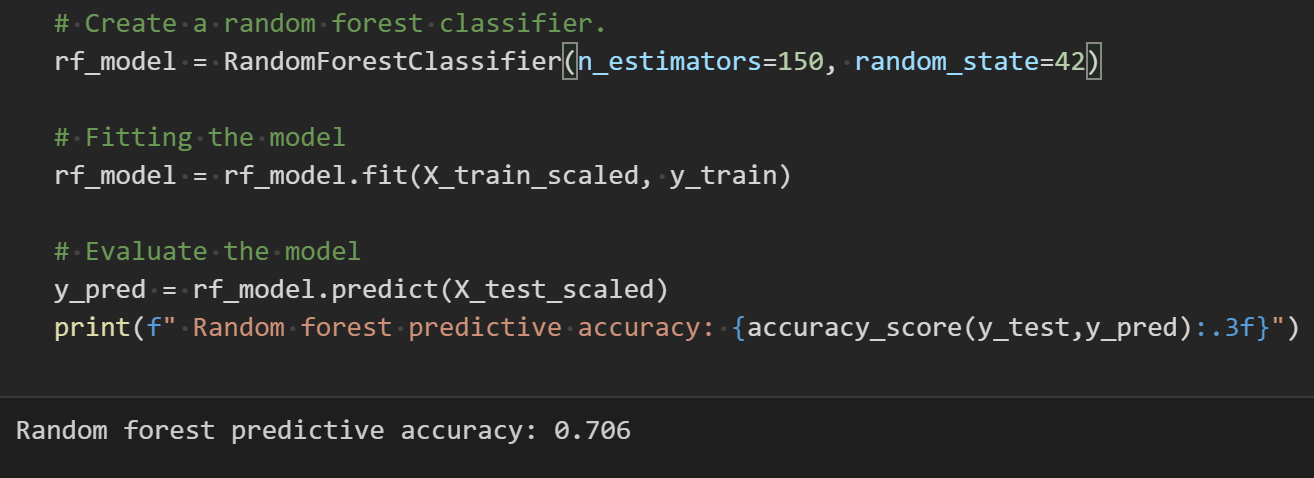 # Create a random forest classifier.
rf_model = RandomForestClassifier(n_estimators=150, random_state=42)
# Fitting the model
rf_model = rf_model.fit(X_train_scaled, y_train)
# Evaluate the model
y_pred = rf_model.predict(X_test_scaled)
print(f" Random forest predictive accuracy: {accuracy_score(y_test,y_pred):.3f}")
Random forest predictive accuracy: 0.706